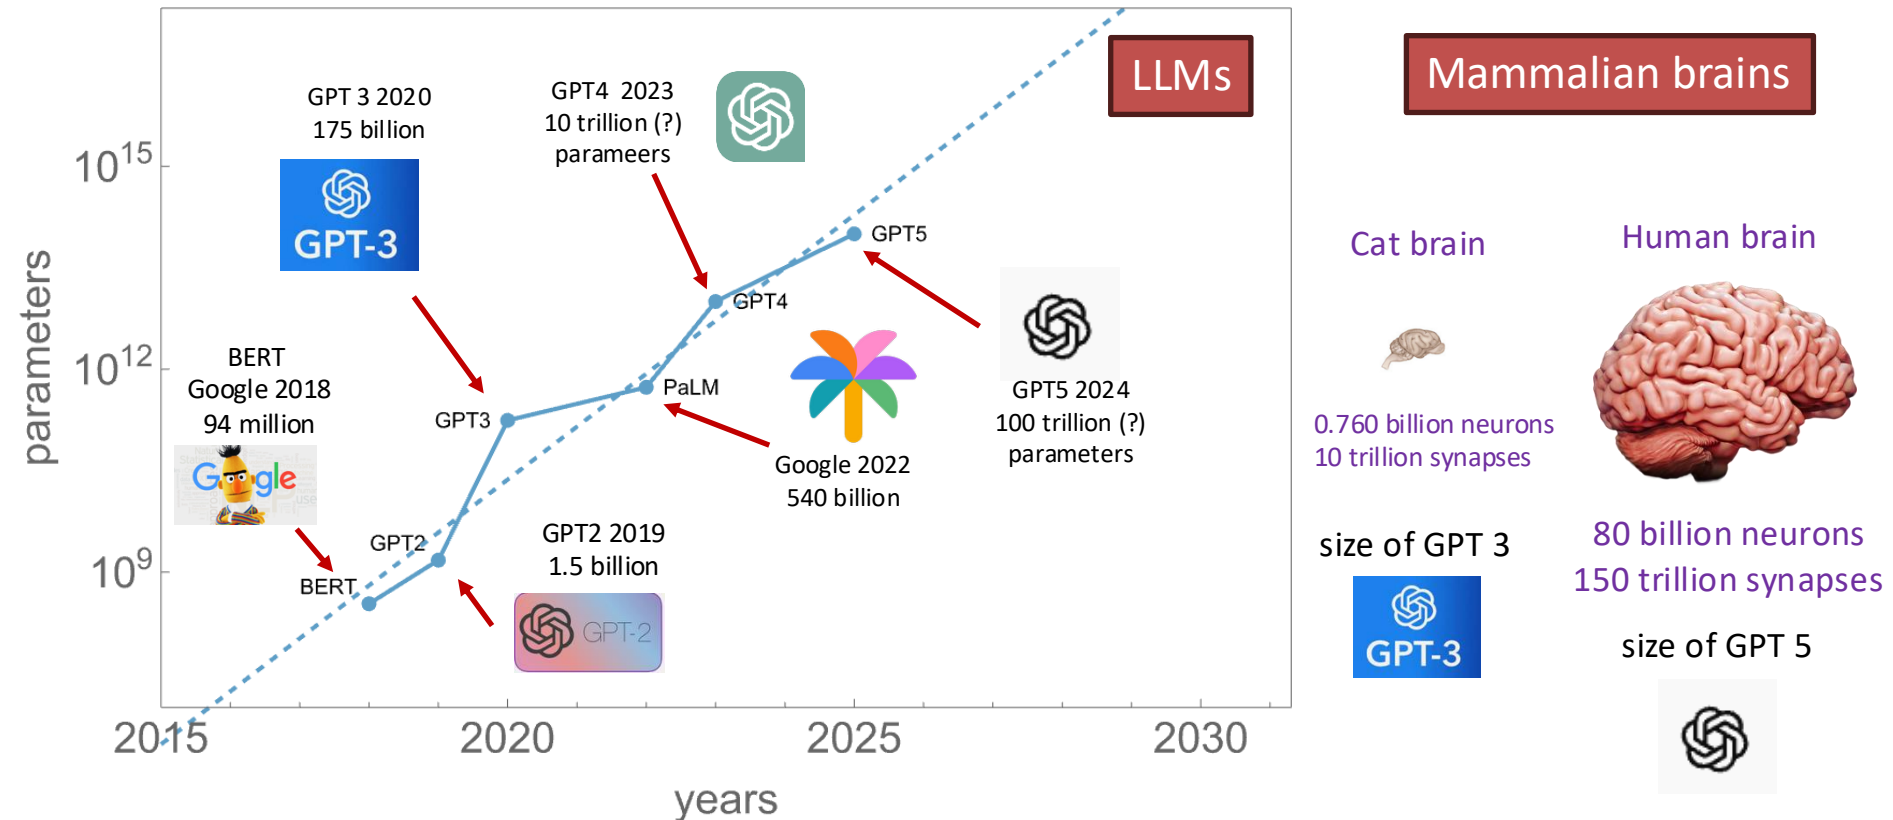 LLMs
Mammalian brains
GPT 3 2020
175 billion
GPT-3
GPT4 2023
10 trillion (?)
parameers
10^15
10^12
10^9
parameters
BERT
Google 2018
94 million
Google
BERT
GPT2
GPT3
PaLM
GPT4
GPT5
GPT2 2019
1.5 billion
GPT-2
Google 2022
540 billion
GPT5 2024
100 trillion (?)
parameters
2015
2020
2025
2030
years
Cat brain
0.760 billion neurons
10 trillion synapses
size of GPT 3
GPT-3
Human brain
80 billion neurons
150 trillion synapses
size of GPT 5